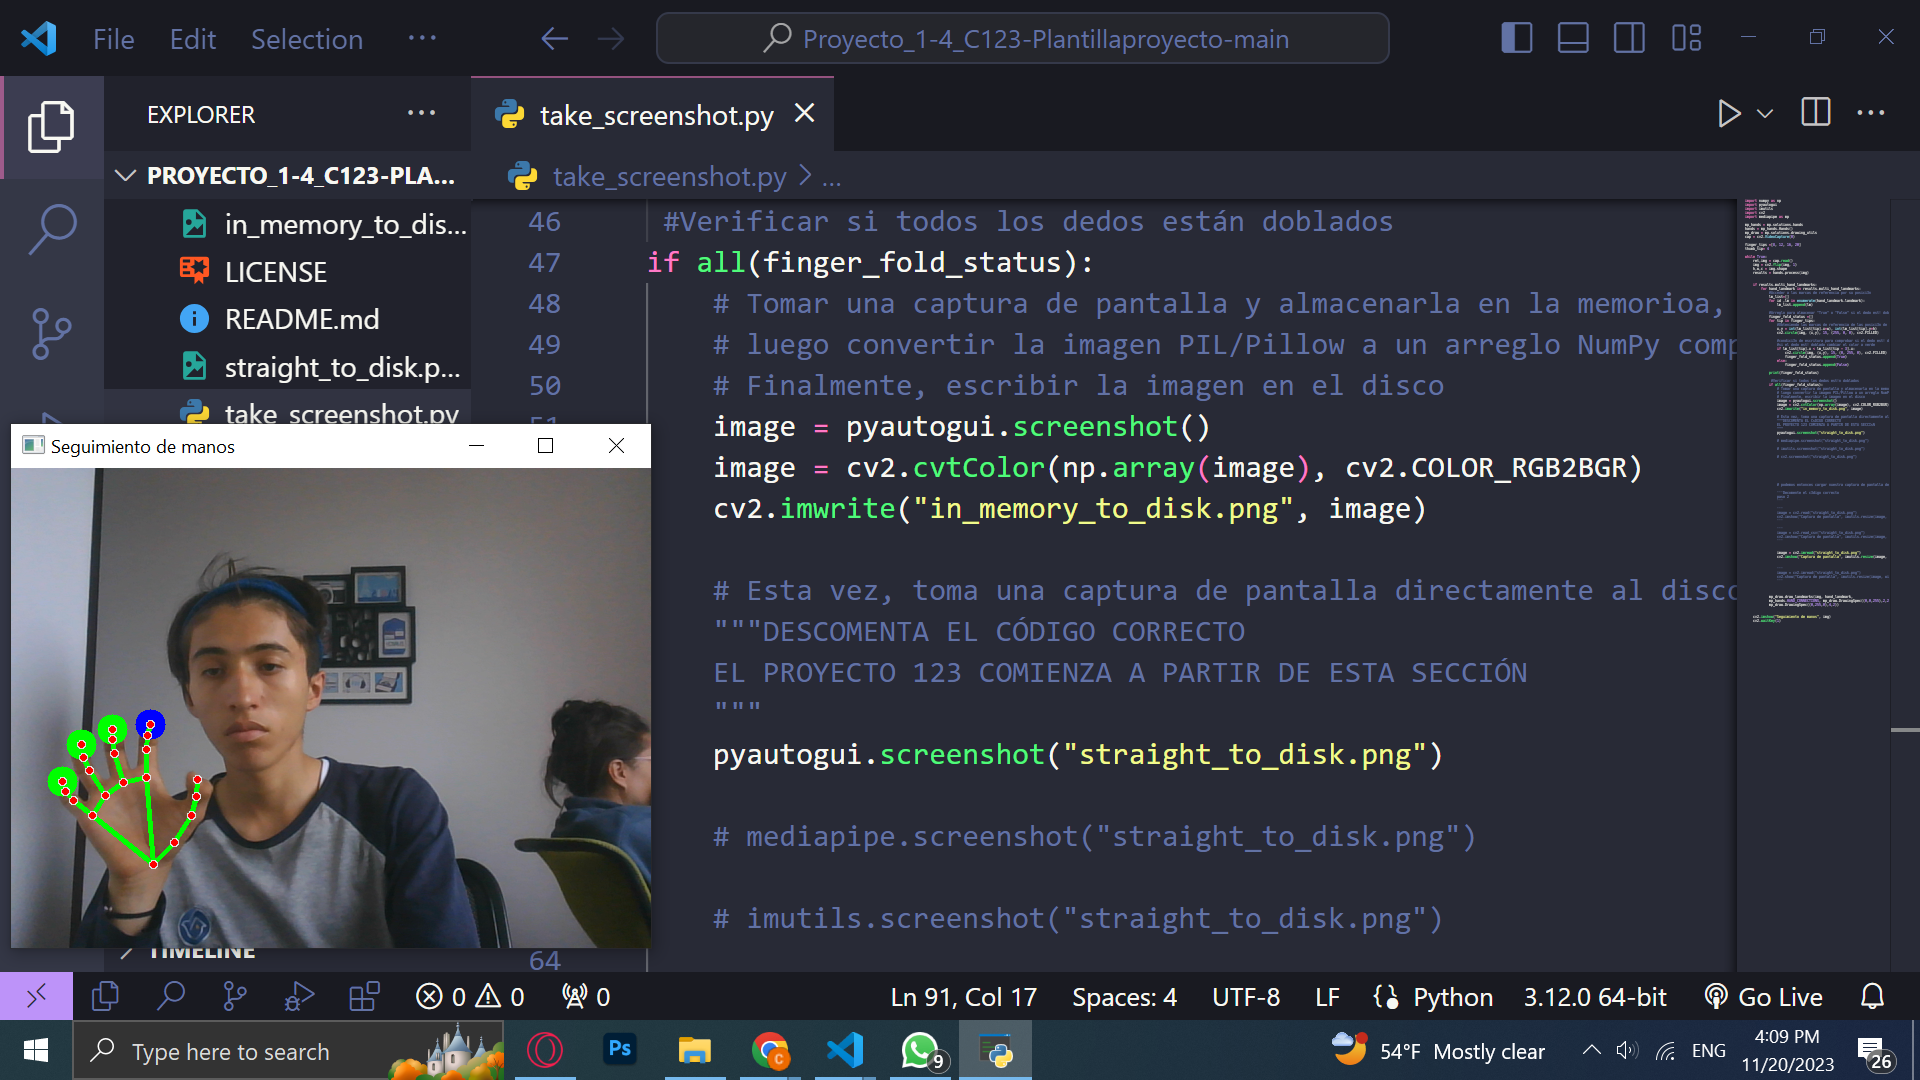 File Edit Selection ...
Proyecto_1-4_C123-Plantillaproyecto-main
EXPLORER
PROYECTO_1-4_C123-PLA...
in_memory_to_dis...
LICENSE
README.md
straight_to_disk.p...
take_screenshot.py
TIMELINE
Seguimiento de manos
take_screenshot.py
take_screenshot.py > ...
46 #Verificar si todos los dedos están doblados
47 if all(finger_fold_status):
48 # Tomar una captura de pantalla y almacenarla en la memorioa,
49 # luego convertir la imagen PIL/Pillow a un arreglo NumPy comp
50 # Finalmente, escribir la imagen en el disco
51 image = pyautogui.screenshot()
image = cv2.cvtColor(np.array(image), cv2.COLOR_RGB2BGR)
cv2.imwrite("in_memory_to_disk.png", image)
# Esta vez, toma una captura de pantalla directamente al disco
"""DESCOMENTA EL CÓDIGO CORRECTO
EL PROYECTO 123 COMIENZA A PARTIR DE ESTA SECCIÓN
"""
pyautogui.screenshot("straight_to_disk.png")
# mediapipe.screenshot("straight_to_disk.png")
# imutils.screenshot("straight_to_disk.png")
64
0 0 0
Ln 91, Col 17 Spaces: 4 UTF-8 LF Python 3.12.0 64-bit Go Live
Type here to search
Ps
9
54°F Mostly clear
ENG
4:09 PM
11/20/2023
26